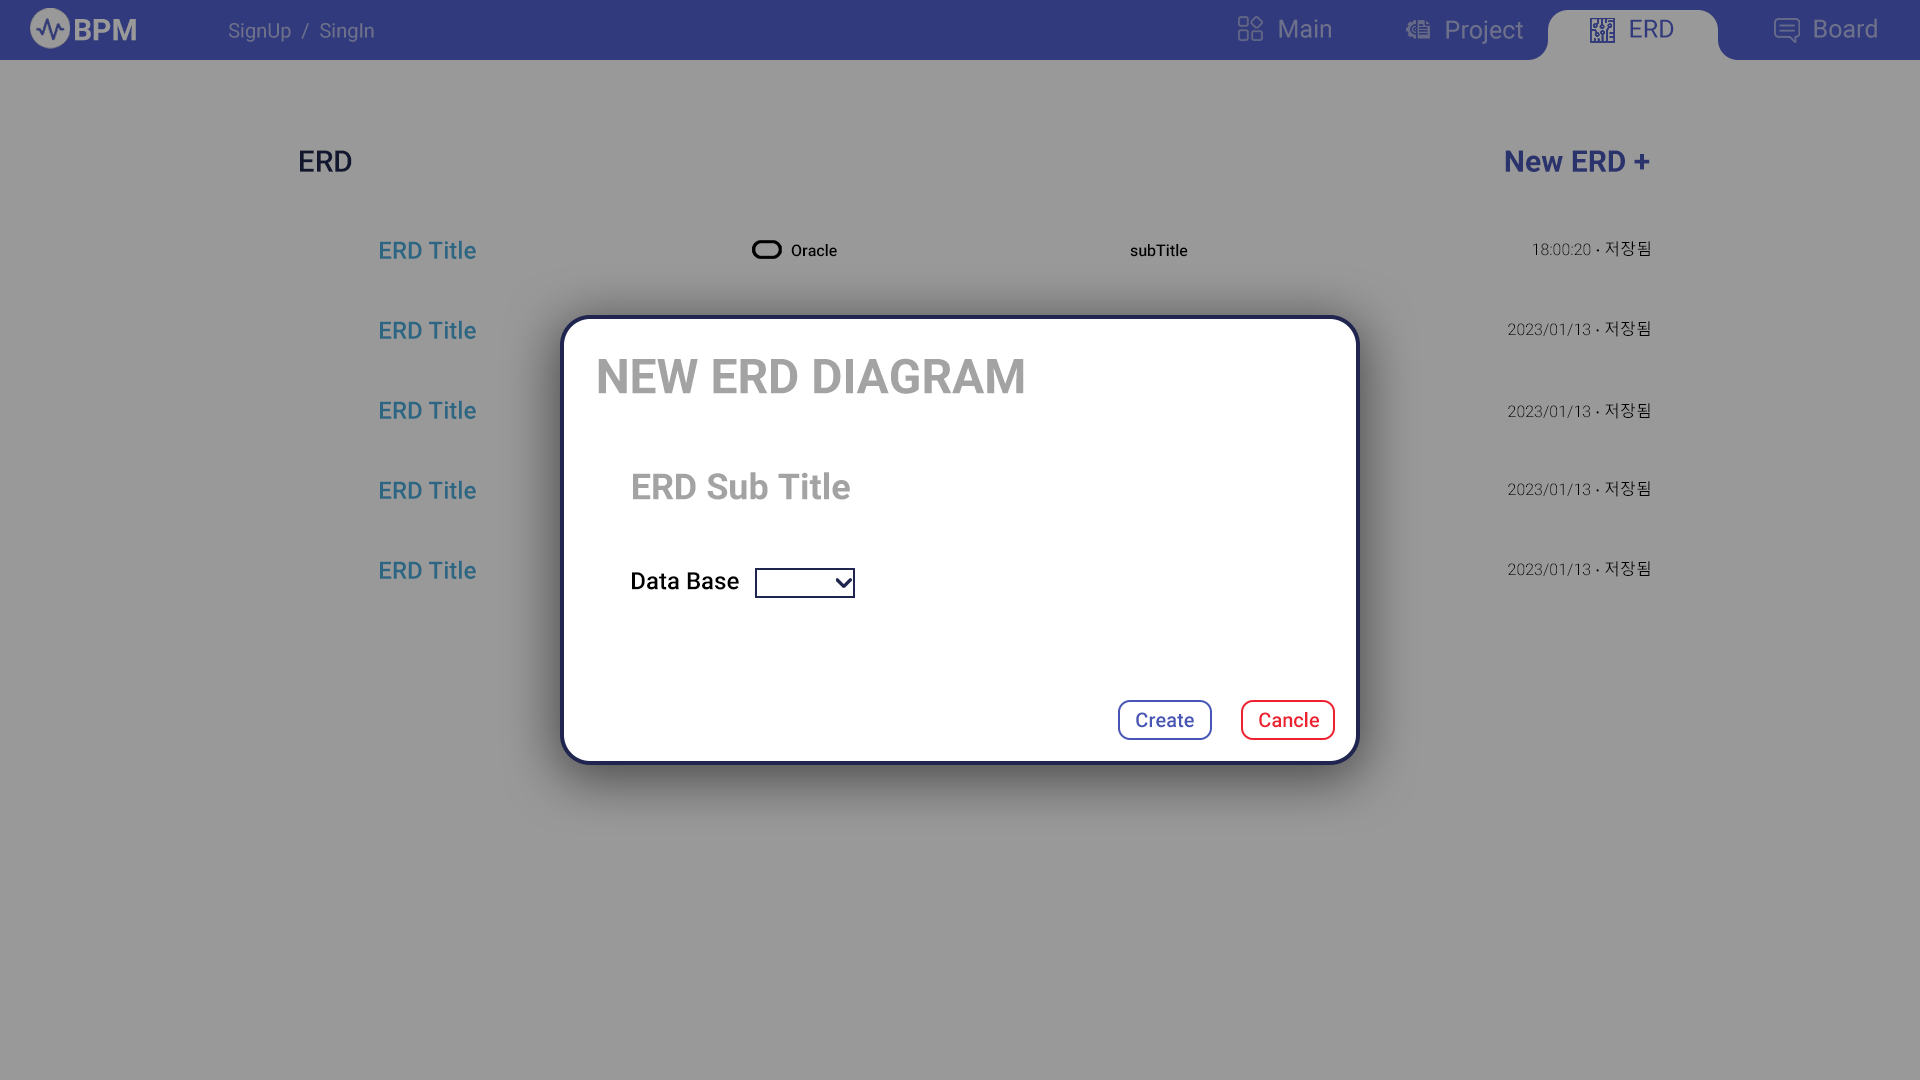 BPM
SignUp / SingIn
Main
Project
ERD
Board
ERD
New ERD +
ERD Title
Oracle
subTitle
18:00:20 · 저장됨
ERD Title
2023/01/13 · 저장됨
ERD Title
2023/01/13 · 저장됨
ERD Title
2023/01/13 · 저장됨
ERD Title
2023/01/13 · 저장됨
NEW ERD DIAGRAM
ERD Sub Title
Data Base
Create
Cancle